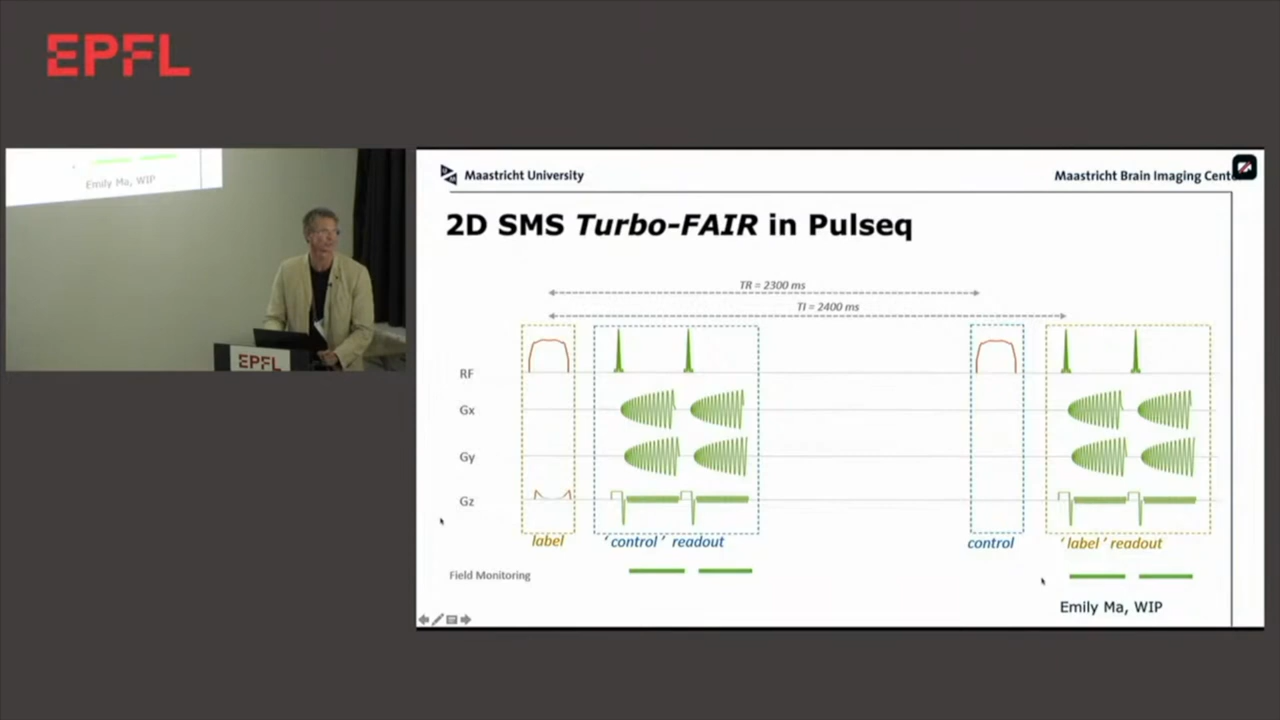 EPFL
Emily Ma, WIP
EPFL
Maastricht University
Maastricht Brain Imaging Cent
2D SMS Turbo-FAIR in Pulseq
TR = 2300 ms
TI = 2400 ms
RF
Gx
Gy
Gz
label
‘control’ readout
control
‘label’ readout
Field Monitoring
Emily Ma, WIP